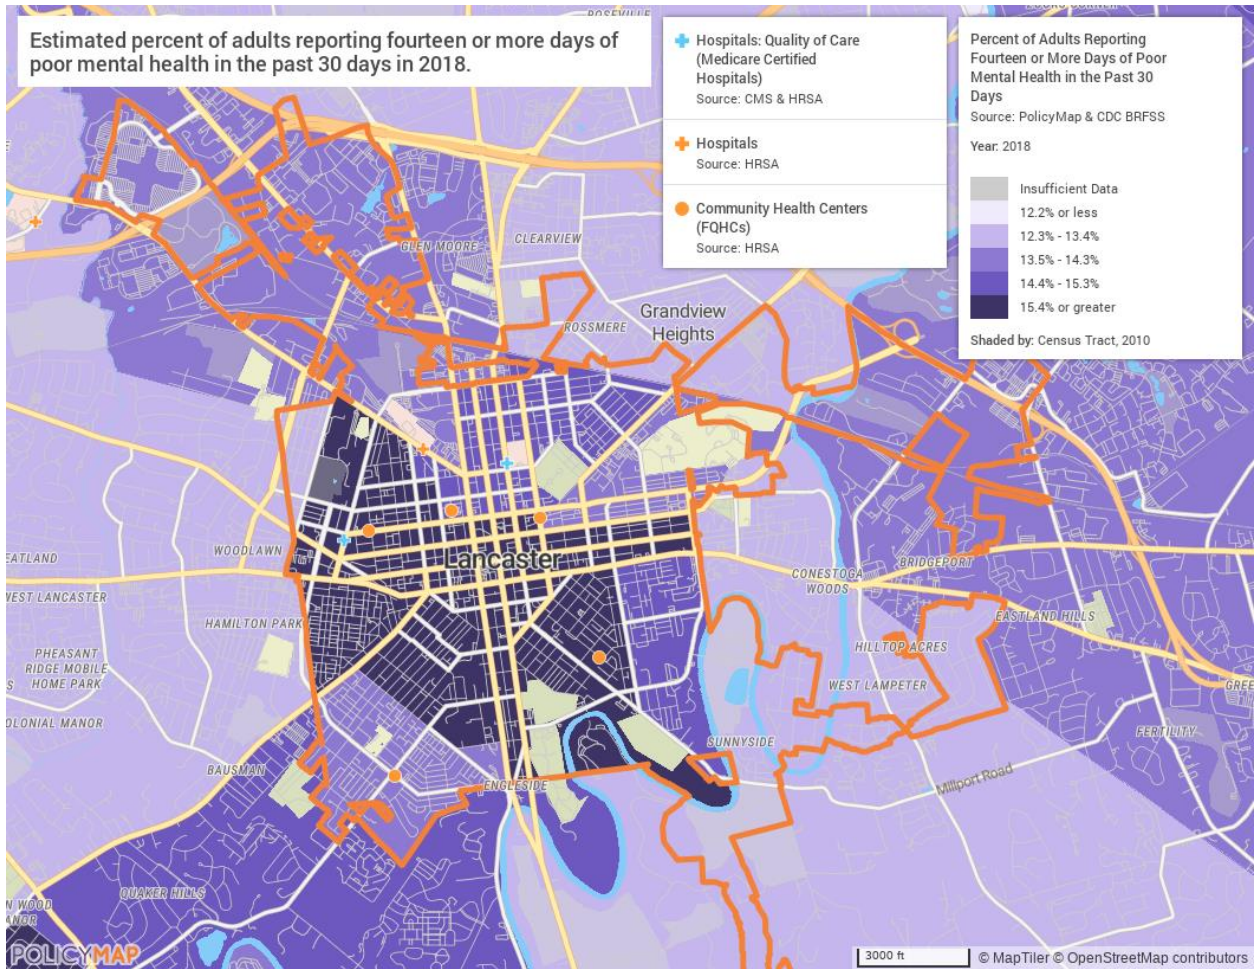 Estimated percent of adults reporting fourteen or more days of
poor mental health in the past 30 days in 2018.
Hospitals: Quality of Care
(Medicare Certified
Hospitals)
Source: CMS & HRSA
Hospitals
Source: HRSA
Community Health Centers
(FQHCs)
Source: HRSA
Percent of Adults Reporting
Fourteen or More Days of Poor
Mental Health in the Past 30
Days
Source: PolicyMap & CDC BRFSS
Year: 2018
Insufficient Data
12.2% or less
12.3% - 13.4%
13.5% - 14.3%
14.4% - 15.3%
15.4% or greater
Shaded by: Census Tract, 2010
ROSEVILLE
GLEN MOORE
CLEARVIEW
Grandview
Heights
ROSSMERE
WOODLAWN
Lancaster
EATLAND
WEST LANCASTER
HAMILTON PARK
CONESTOGA
WOODS
BRIDGEPORT
EASTLAND HILLS
PHEASANT
RIDGE MOBILE
HOME PARK
HILLTOP ACRES
WEST LAMPETER
GREE
OLONIAL MANOR
BAUSMAN
SUNNYSIDE
FERTILITY
ENGLESIDE
Millport Road
QUAKER HILLS
N WOOD
ANOR
POLICYMAP
3000 ft
© MapTiler © OpenStreetMap contributors